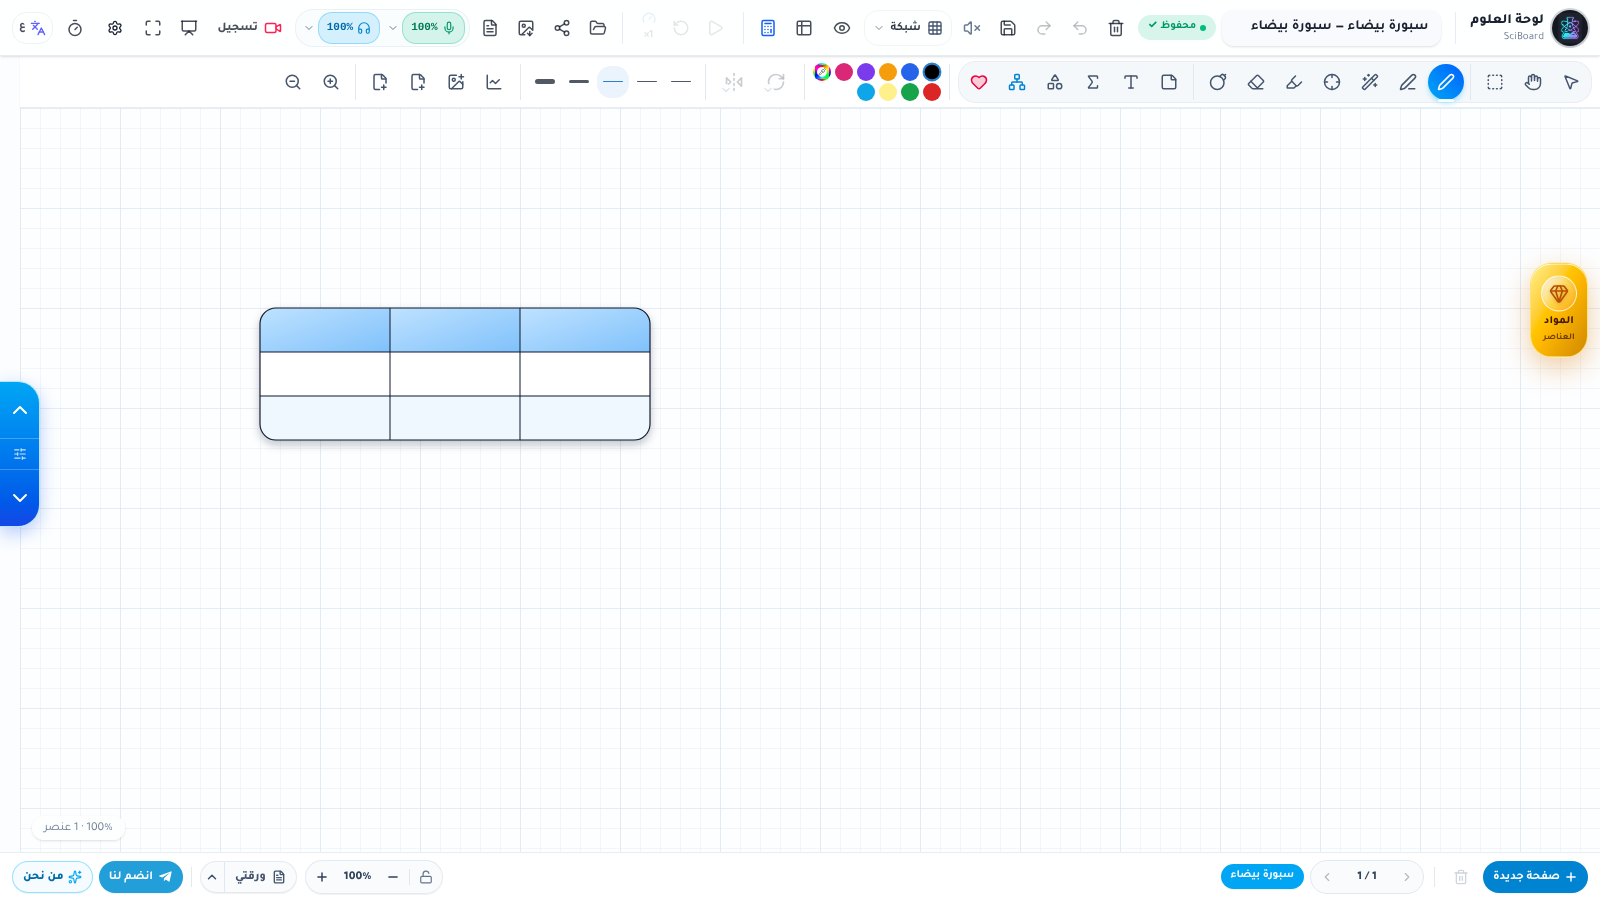 لوحة العلوم
SciBoard
سبورة بيضاء – سبورة بيضاء
محفوظ ✓
شبكة
x1
100%
100%
تسجيل
ع
المواد
العناصر
100% · 1 عنصر
صفحة جديدة
1 / 1
سبورة بيضاء
100%
ورقتي
انضم لنا
من نحن